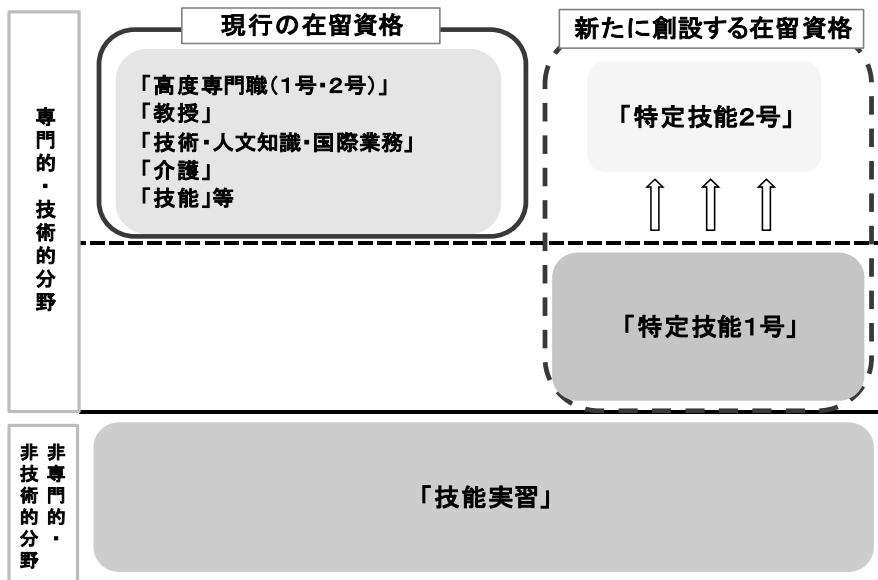 現行の在留資格
新たに創設する在留資格
専門的・技術的分野
「高度専門職(1号・2号)」
「教授」
「技術・人文知識・国際業務」
「介護」
「技能」等
「特定技能2号」
「特定技能1号」
非専門的・
非技術的分野
「技能実習」